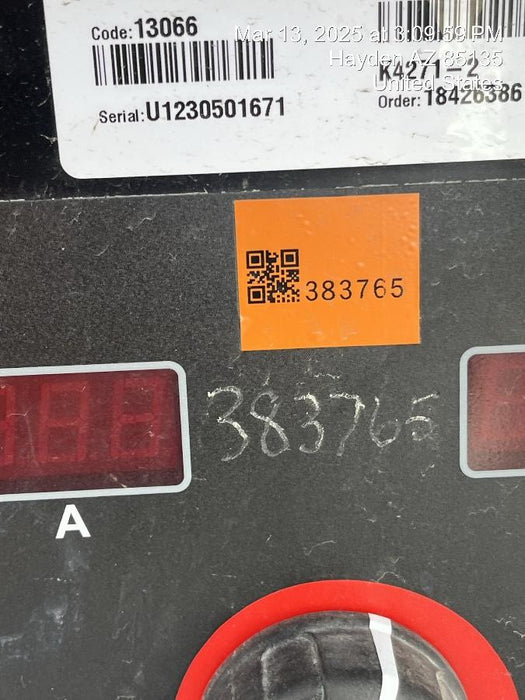 Code:13066
Mar 13, 2025 at 3:09:59 PM
Hayden AZ 85135
United States
K4271-2
Serial:U1230501671
Order:18426386
383765
383765
A